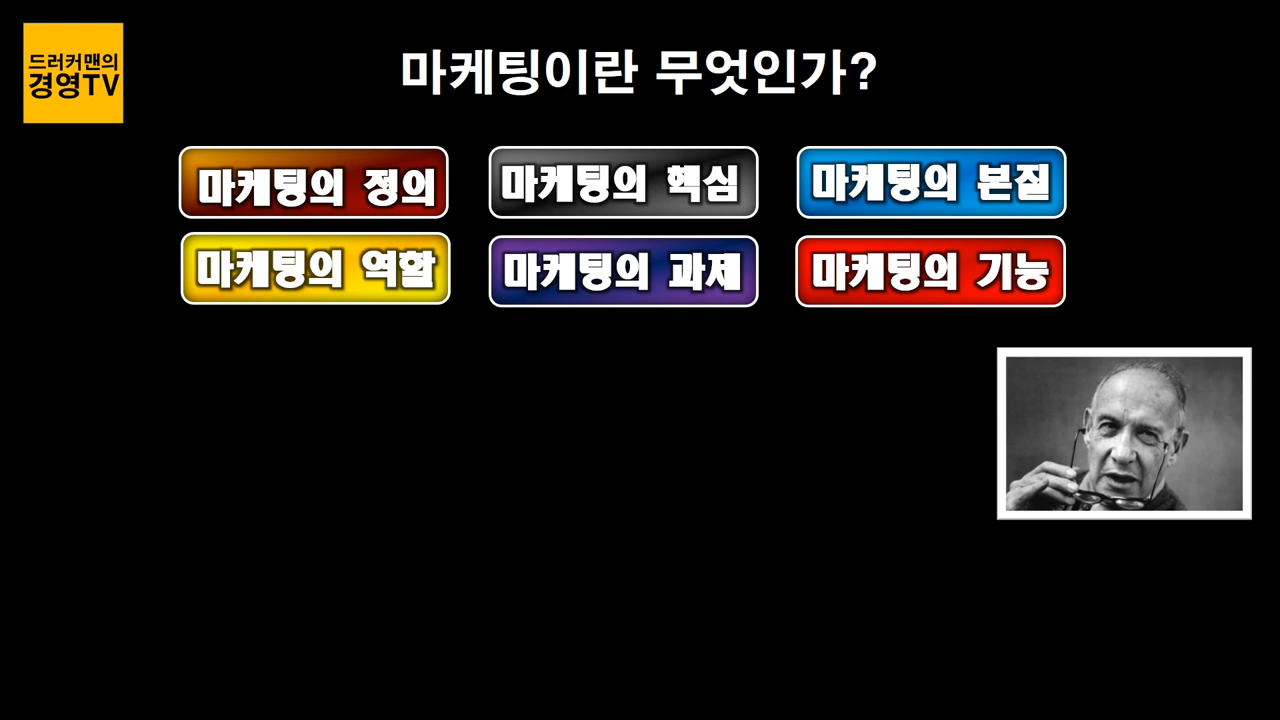 드러커맨의
경영TV
마케팅이란 무엇인가?
마케팅의 정의
마케팅의 핵심
마케팅의 본질
마케팅의 역할
마케팅의 과제
마케팅의 기능